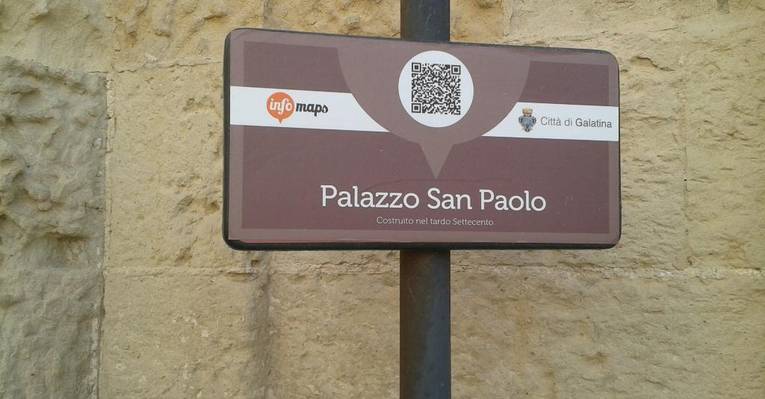 info maps
Città di Galatina
Palazzo San Paolo
Costruito nel tardo Settecento.